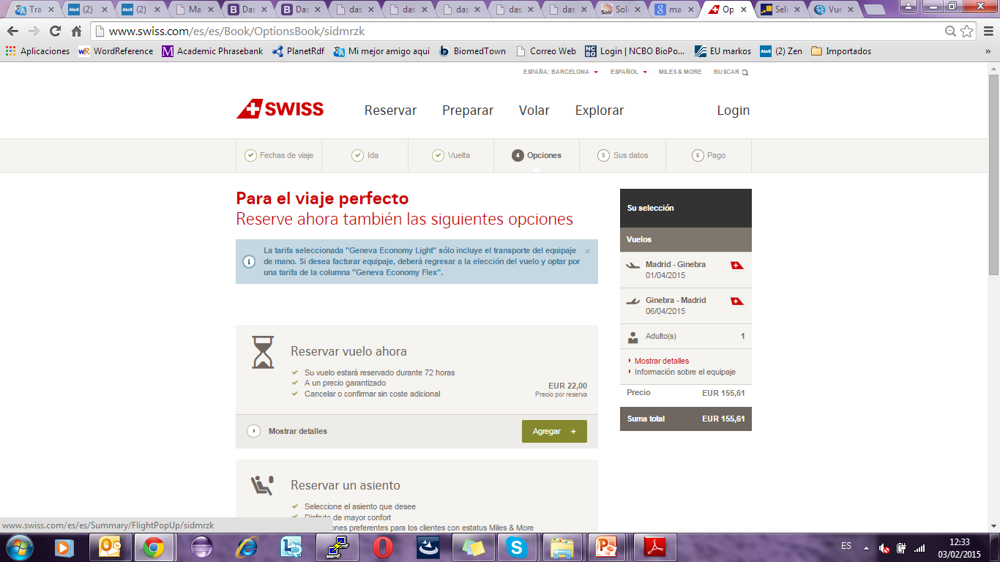 Tra
(2)
(2)
Ma
Das
Das
das
das
das
das
das
Sol
ma
Op
Sele
Vue
www.swiss.com/es/es/Book/OptionsBook/sidmrzk
Aplicaciones
WordReference
Academic Phrasebank
PlanetRdf
Mi mejor amigo aqui
BiomedTown
Correo Web
Login | NCBO BioPo...
EU markos
(2) Zen
Importados
»
ESPAÑA: BARCELONA
ESPAÑOL
MILES & MORE
BUSCAR
SWISS
Reservar
Preparar
Volar
Explorar
Login
Fechas de viaje
Ida
Vuelta
4 Opciones
5 Sus datos
6 Pago
Para el viaje perfecto
Reserve ahora también las siguientes opciones
La tarifa seleccionada "Geneva Economy Light" sólo incluye el transporte del equipaje
de mano. Si desea facturar equipaje, deberá regresar a la elección del vuelo y optar por
una tarifa de la columna "Geneva Economy Flex".
Reservar vuelo ahora
Su vuelo estará reservado durante 72 horas
A un precio garantizado
Cancelar o confirmar sin coste adicional
EUR 22,00
Precio por reserva
Mostrar detalles
Agregar +
Reservar un asiento
Seleccione el asiento que desee
Disfrute de mayor confort
iones preferentes para los clientes con estatus Miles & More
Su selección
Vuelos
Madrid - Ginebra
01/04/2015
Ginebra - Madrid
06/04/2015
Adulto(s) 1
Mostrar detalles
Información sobre el equipaje
Precio EUR 155,61
Suma total EUR 155,61
www.swiss.com/es/es/Summary/FlightPopUp/sidmrzk
ES
12:33
03/02/2015